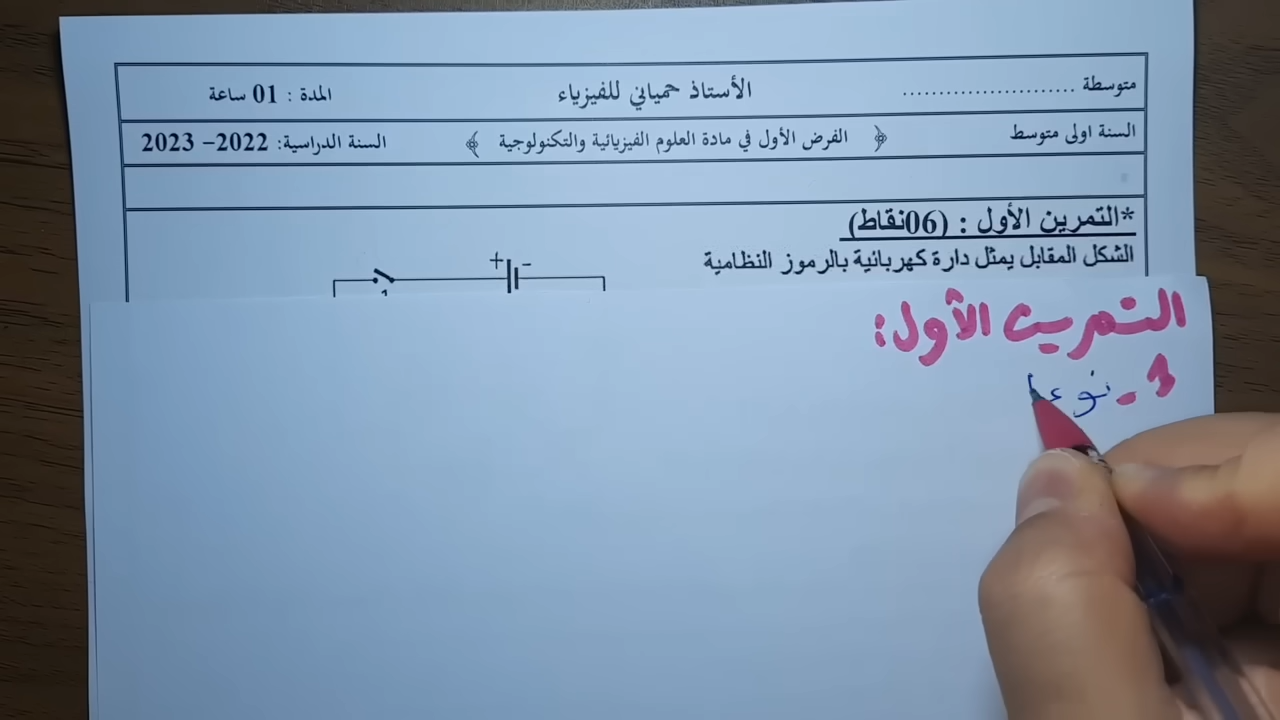 متوسطة ........................ الأستاذ حمياني للفيزياء المدة : 01 ساعة
السنة اولى متوسط الفرض الأول في مادة العلوم الفيزيائية والتكنولوجية السنة الدراسية: 2022– 2023
*التمرين الأول : (06نقاط)
الشكل المقابل يمثل دارة كهربائية بالرموز النظامية
+ –
التمرين الأول:
1- نوع